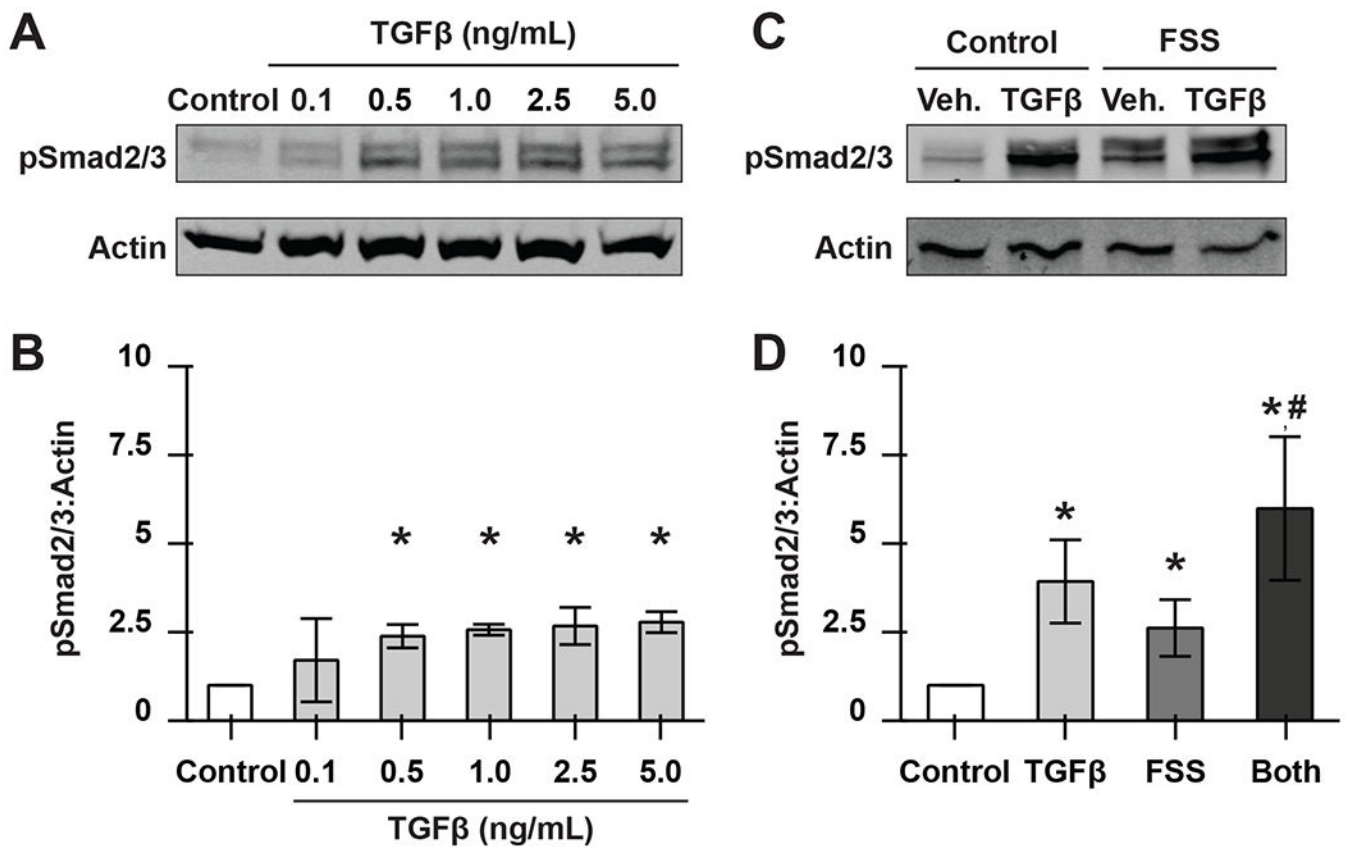 A
TGFβ (ng/mL)
Control 0.1 0.5 1.0 2.5 5.0
pSmad2/3
Actin
C
Control FSS
Veh. TGFβ Veh. TGFβ
pSmad2/3
Actin
B
10
7.5
5
2.5
0
pSmad2/3:Actin
* * * *
Control 0.1 0.5 1.0 2.5 5.0
TGFβ (ng/mL)
D
10
7.5
5
2.5
0
pSmad2/3:Actin
* * *,#
Control TGFβ FSS Both